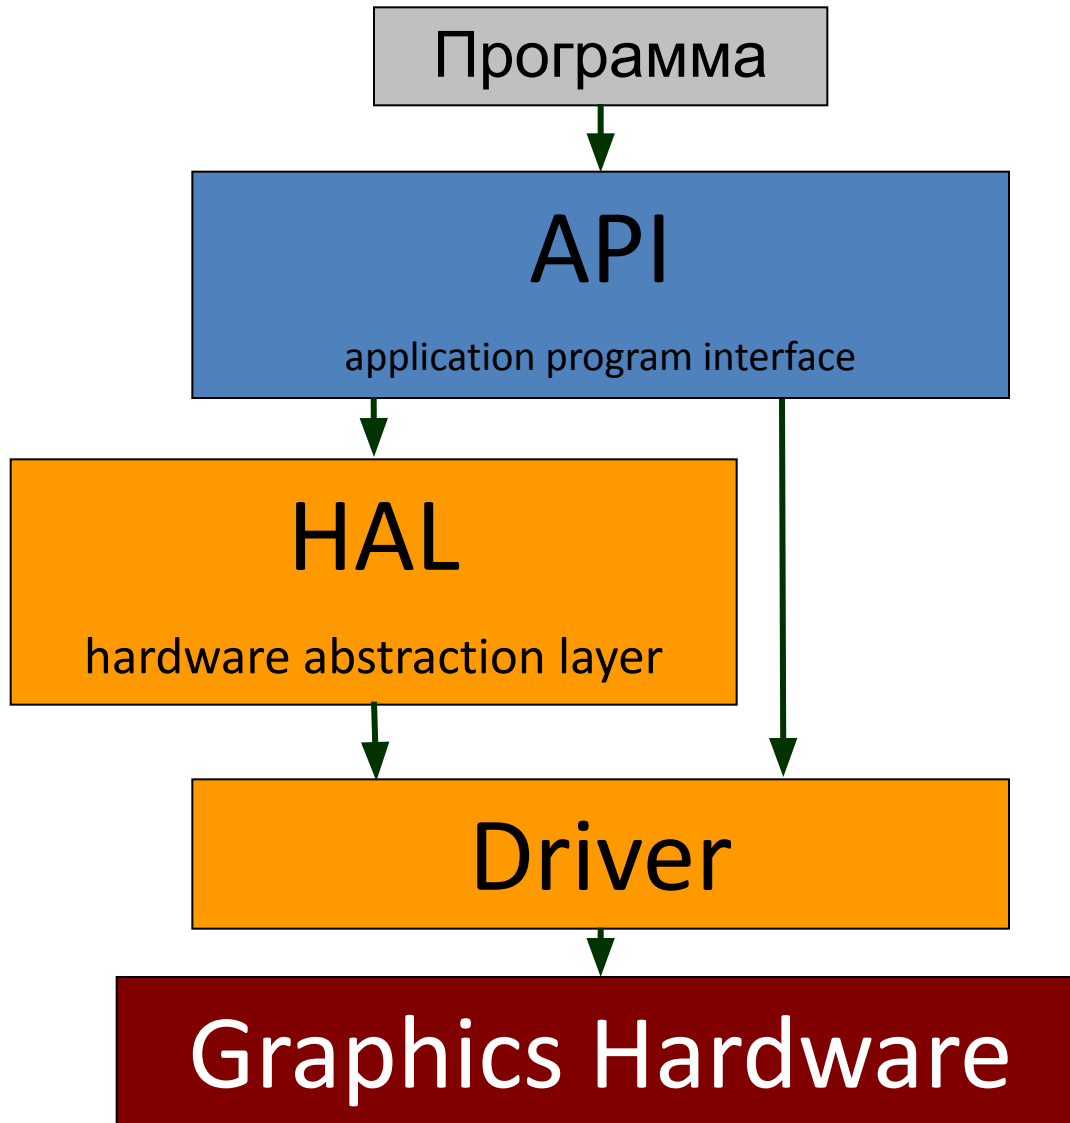 Программа
API
application program interface
HAL
hardware abstraction layer
Driver
Graphics Hardware